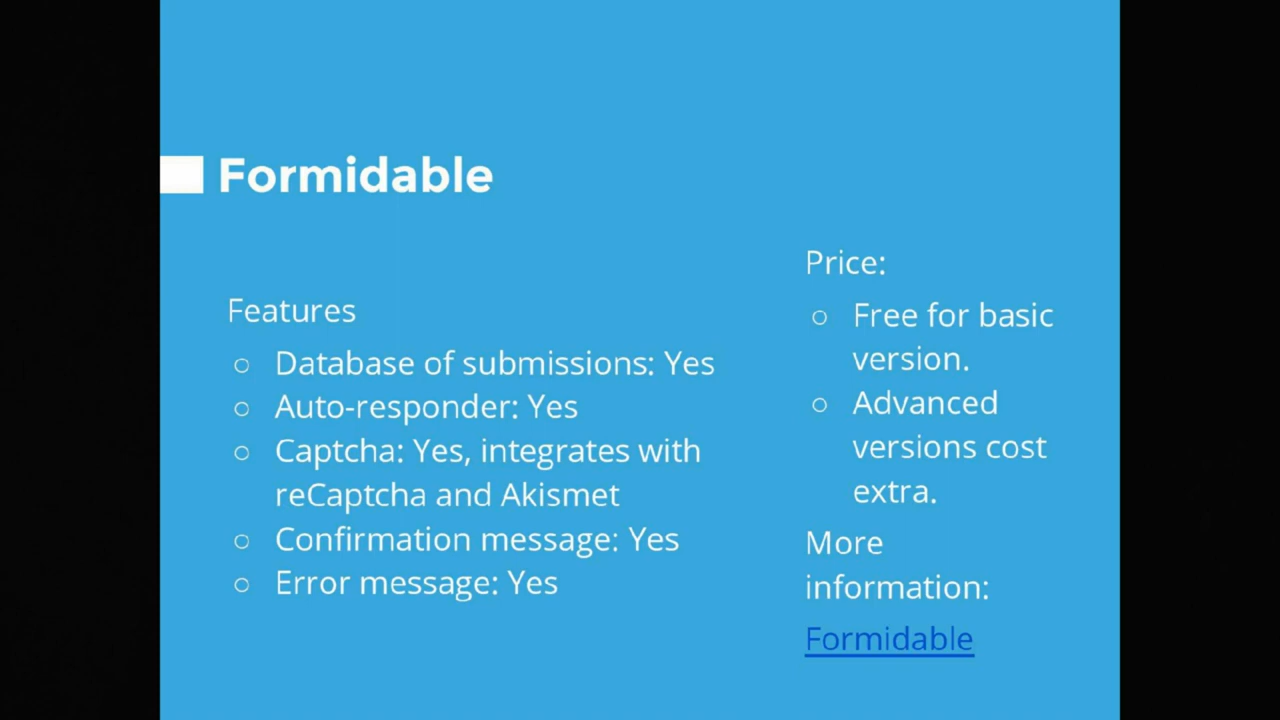 Formidable
Features
○ Database of submissions: Yes
○ Auto-responder: Yes
○ Captcha: Yes, integrates with
reCaptcha and Akismet
○ Confirmation message: Yes
○ Error message: Yes
Price:
○ Free for basic
version.
○ Advanced
versions cost
extra.
More
information:
Formidable